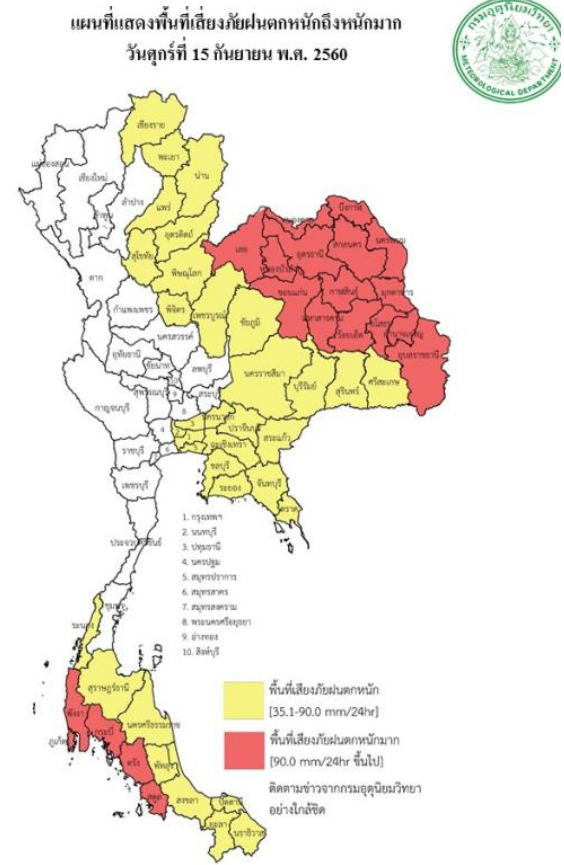 แผนที่แสดงพื้นที่เสี่ยงภัยฝนตกหนักถึงหนักมาก
วันศุกร์ที่ 15 กันยายน พ.ศ. 2560
กรมอุตุนิยมวิทยา
METEOROLOGICAL DEPARTMENT
เชียงราย
แม่ฮ่องสอน
เชียงใหม่
พะเยา
น่าน
ลำปาง
ลำพูน
แพร่
อุตรดิตถ์
สุโขทัย
ตาก
พิษณุโลก
กำแพงเพชร
พิจิตร
เพชรบูรณ์
เลย
อุดรธานี
บึงกาฬ
สกลนคร
นครพนม
ขอนแก่น
กาฬสินธุ์
มุกดาหาร
มหาสารคาม
ร้อยเอ็ด
อำนาจเจริญ
อุบลราชธานี
ชัยภูมิ
นครสวรรค์
อุทัยธานี
ชัยนาท
ลพบุรี
สุพรรณบุรี
สระบุรี
10
9
8
นครราชสีมา
บุรีรัมย์
สุรินทร์
ศรีสะเกษ
กาญจนบุรี
นครนายก
ปราจีนบุรี
4
3
2
1
5
6
ฉะเชิงเทรา
สระแก้ว
ราชบุรี
ชลบุรี
ระยอง
จันทบุรี
ตราด
เพชรบุรี
ประจวบคีรีขันธ์
1. กรุงเทพฯ
2. นนทบุรี
3. ปทุมธานี
4. นครปฐม
5. สมุทรปราการ
6. สมุทรสาคร
7. สมุทรสงคราม
8. พระนครศรีอยุธยา
9. อ่างทอง
10. สิงห์บุรี
ชุมพร
ระนอง
สุราษฎร์ธานี
พังงา
นครศรีธรรมราช
กระบี่
ภูเก็ต
ตรัง
พัทลุง
สตูล
สงขลา
ปัตตานี
ยะลา
นราธิวาส
พื้นที่เสี่ยงภัยฝนตกหนัก
[35.1-90.0 mm/24hr]
พื้นที่เสี่ยงภัยฝนตกหนักมาก
[90.0 mm/24hr ขึ้นไป]
ติดตามข่าวจากกรมอุตุนิยมวิทยา
อย่างใกล้ชิด